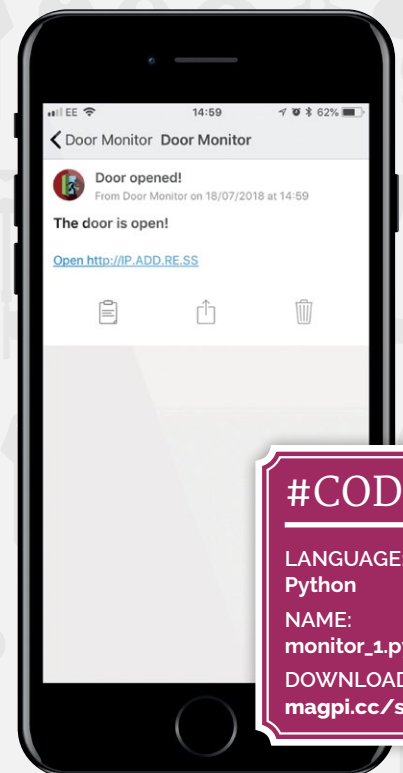 EE 14:59 62%
Door Monitor Door Monitor
Door opened!
From Door Monitor on 18/07/2018 at 14:59
The door is open!
Open http://IP.ADD.RE.SS
#COD
LANGUAGE:
Python
NAME:
monitor_1.p
DOWNLOAD
magpi.cc/s